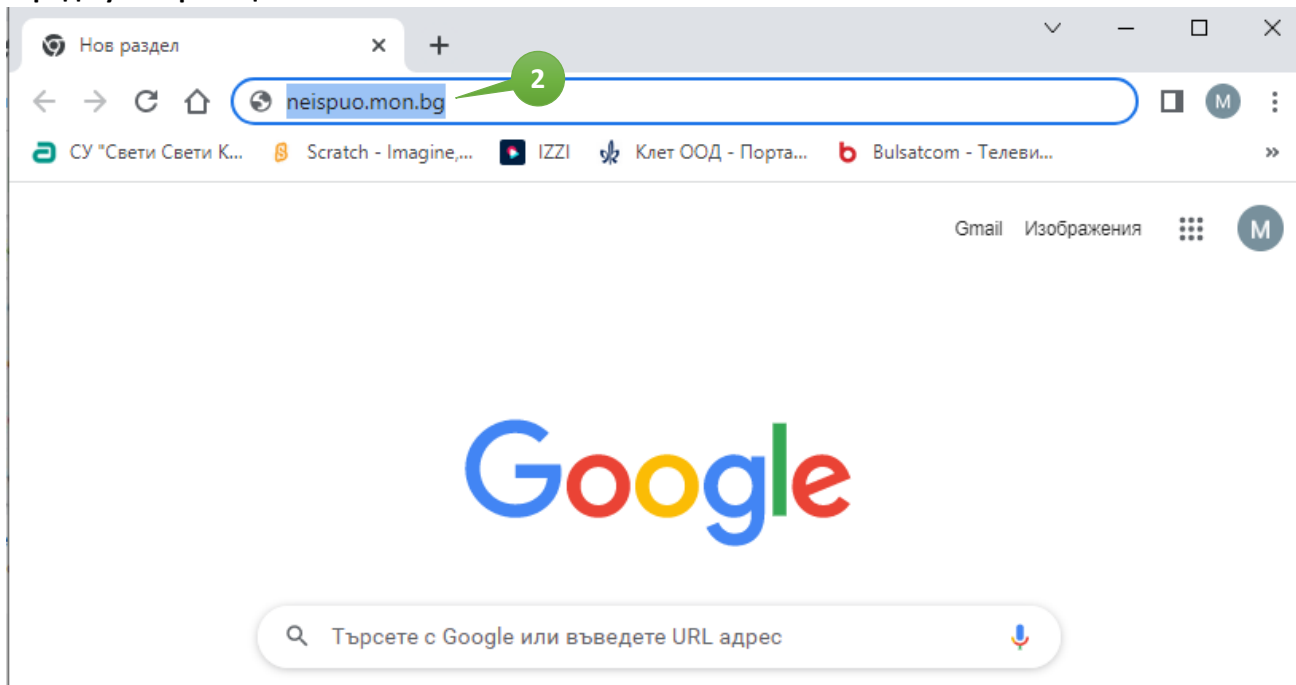 Нов раздел
2
neispuo.mon.bg
M
СУ "Свети Свети К...
Scratch - Imagine,...
IZZI
Клет ООД - Порта...
Bulsatcom - Телеви...
Gmail
Изображения
M
Google
Търсете с Google или въведете URL адрес